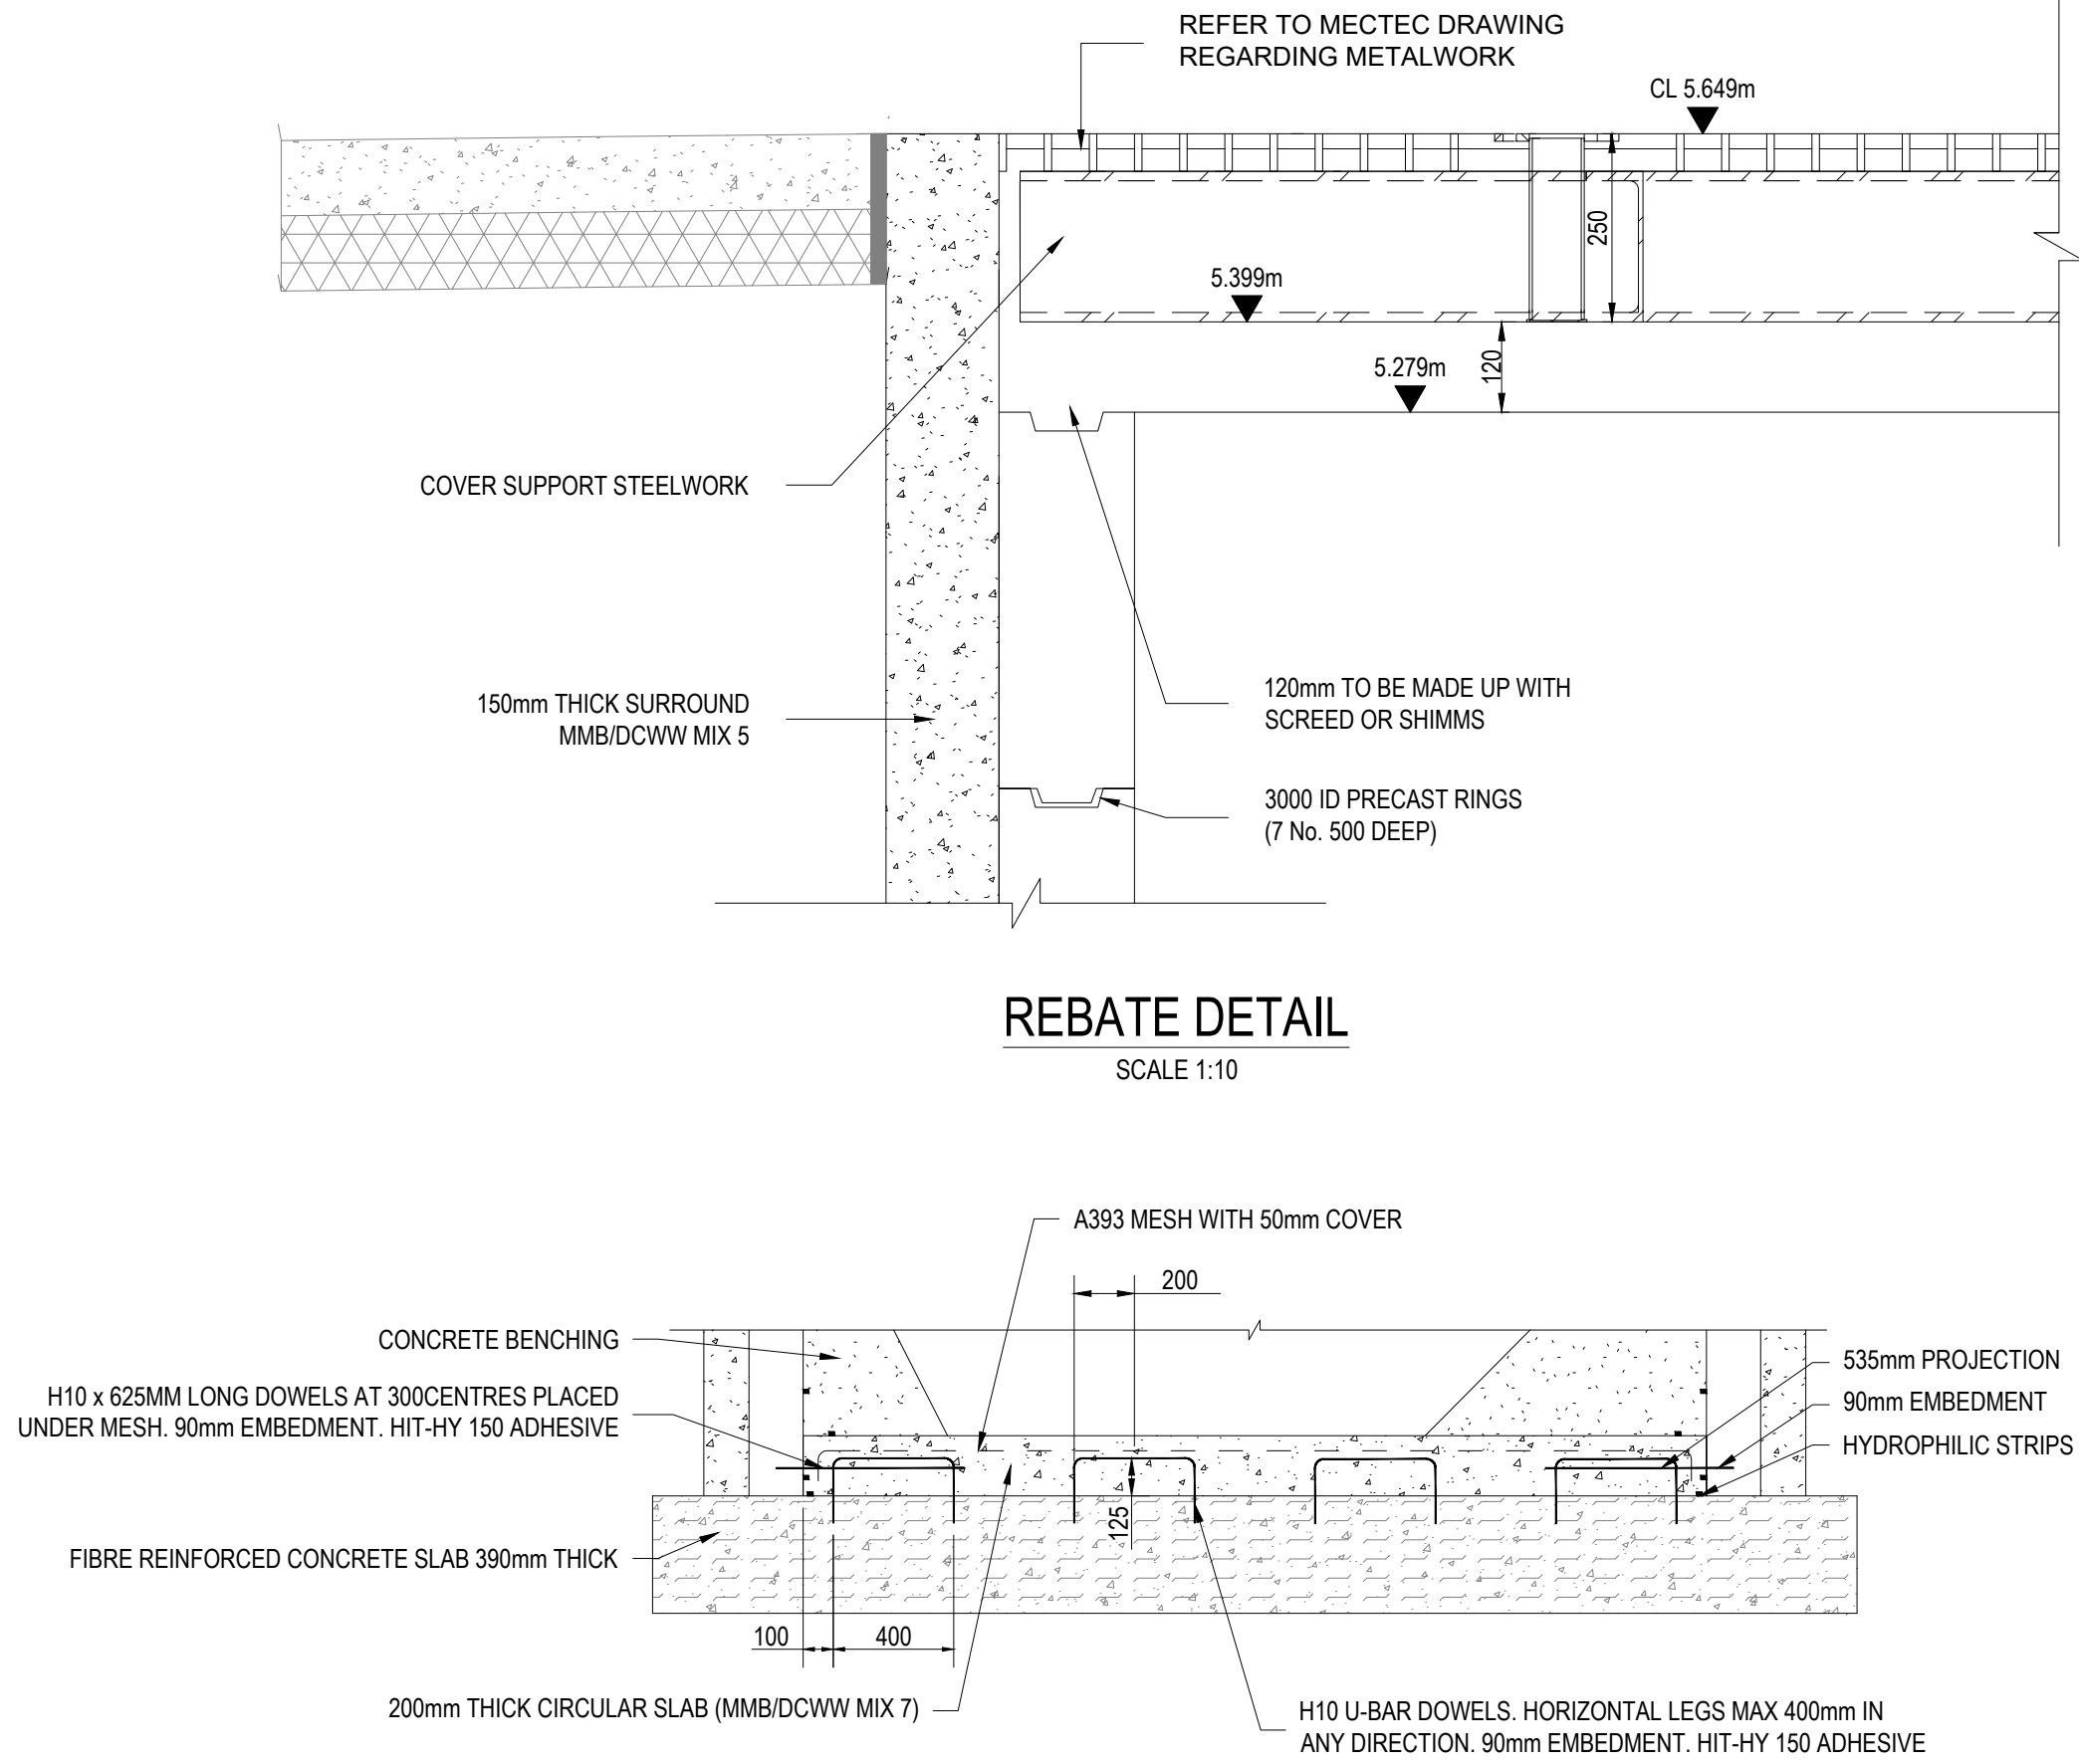 REFER TO MECTEC DRAWING
REGARDING METALWORK
CL 5.649m
250
5.399m
5.279m
120
COVER SUPPORT STEELWORK
150mm THICK SURROUND
MMB/DCWW MIX 5
120mm TO BE MADE UP WITH
SCREED OR SHIMMS
3000 ID PRECAST RINGS
(7 No. 500 DEEP)
REBATE DETAIL
SCALE 1:10
A393 MESH WITH 50mm COVER
200
CONCRETE BENCHING
H10 x 625MM LONG DOWELS AT 300CENTRES PLACED
UNDER MESH. 90mm EMBEDMENT. HIT-HY 150 ADHESIVE
535mm PROJECTION
90mm EMBEDMENT
HYDROPHILIC STRIPS
125
FIBRE REINFORCED CONCRETE SLAB 390mm THICK
100
400
200mm THICK CIRCULAR SLAB (MMB/DCWW MIX 7)
H10 U-BAR DOWELS. HORIZONTAL LEGS MAX 400mm IN
ANY DIRECTION. 90mm EMBEDMENT. HIT-HY 150 ADHESIVE